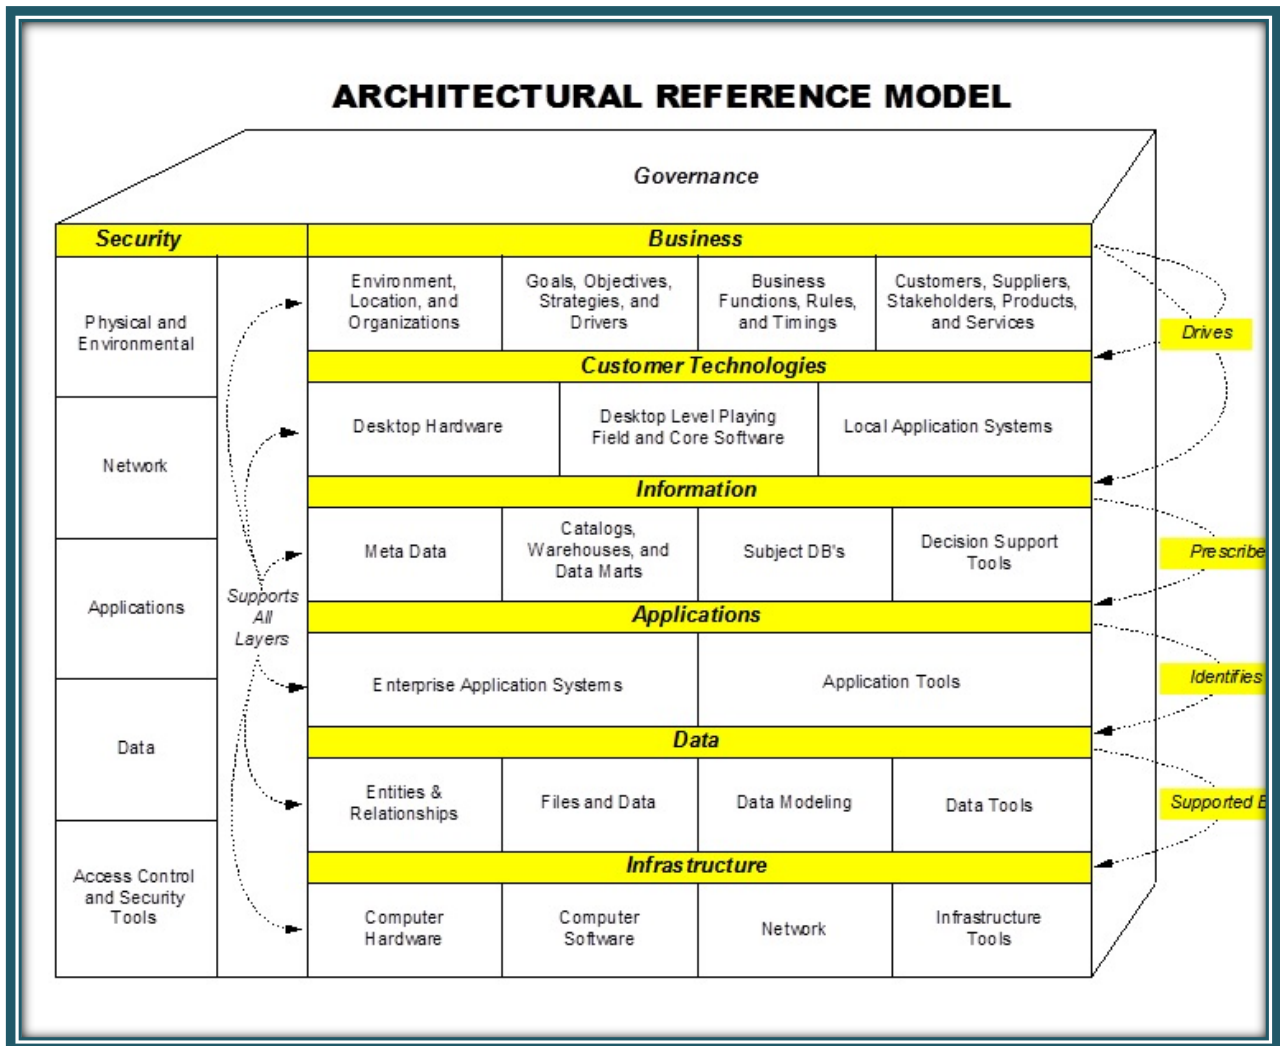 ARCHITECTURAL REFERENCE MODEL
Governance
Security
Business
Physical and
Environmental
Network
Applications
Data
Access Control
and Security
Tools
Supports
All
Layers
Environment,
Location, and
Organizations
Goals, Objectives,
Strategies, and
Drivers
Business
Functions, Rules,
and Timings
Customers, Suppliers,
Stakeholders, Products,
and Services
Drives
Customer Technologies
Desktop Hardware
Desktop Level Playing
Field and Core Software
Local Application Systems
Information
Meta Data
Catalogs,
Warehouses, and
Data Marts
Subject DB's
Decision Support
Tools
Prescribe
Applications
Enterprise Application Systems
Application Tools
Identifies
Data
Entities &
Relationships
Files and Data
Data Modeling
Data Tools
Supported
Infrastructure
Computer
Hardware
Computer
Software
Network
Infrastructure
Tools